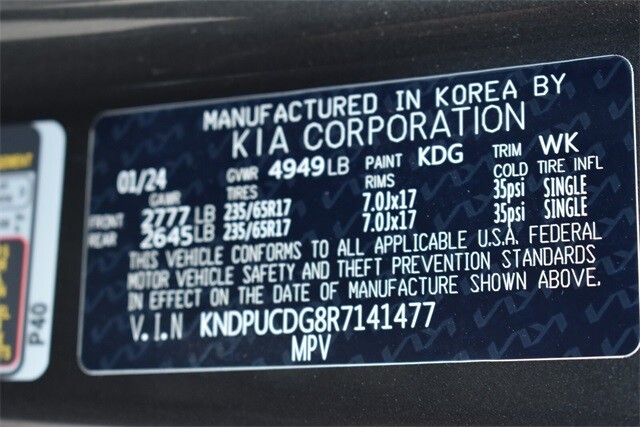 MANUFACTURED IN KOREA BY
KIA CORPORATION
01/24 GVWR 4949LB PAINT KDG TRIM WK
GAWR TIRES RIMS COLD TIRE INFL
FRONT 2777LB 235/65R17 7.0Jx17 35psi SINGLE
REAR 2645LB 235/65R17 7.0Jx17 35psi SINGLE
THIS VEHICLE CONFORMS TO ALL APPLICABLE U.S.A. FEDERAL
MOTOR VEHICLE SAFETY AND THEFT PREVENTION STANDARDS
IN EFFECT ON THE DATE OF MANUFACTURE SHOWN ABOVE.
V.I.N KNDPUCDG8R7141477
MPV
P40